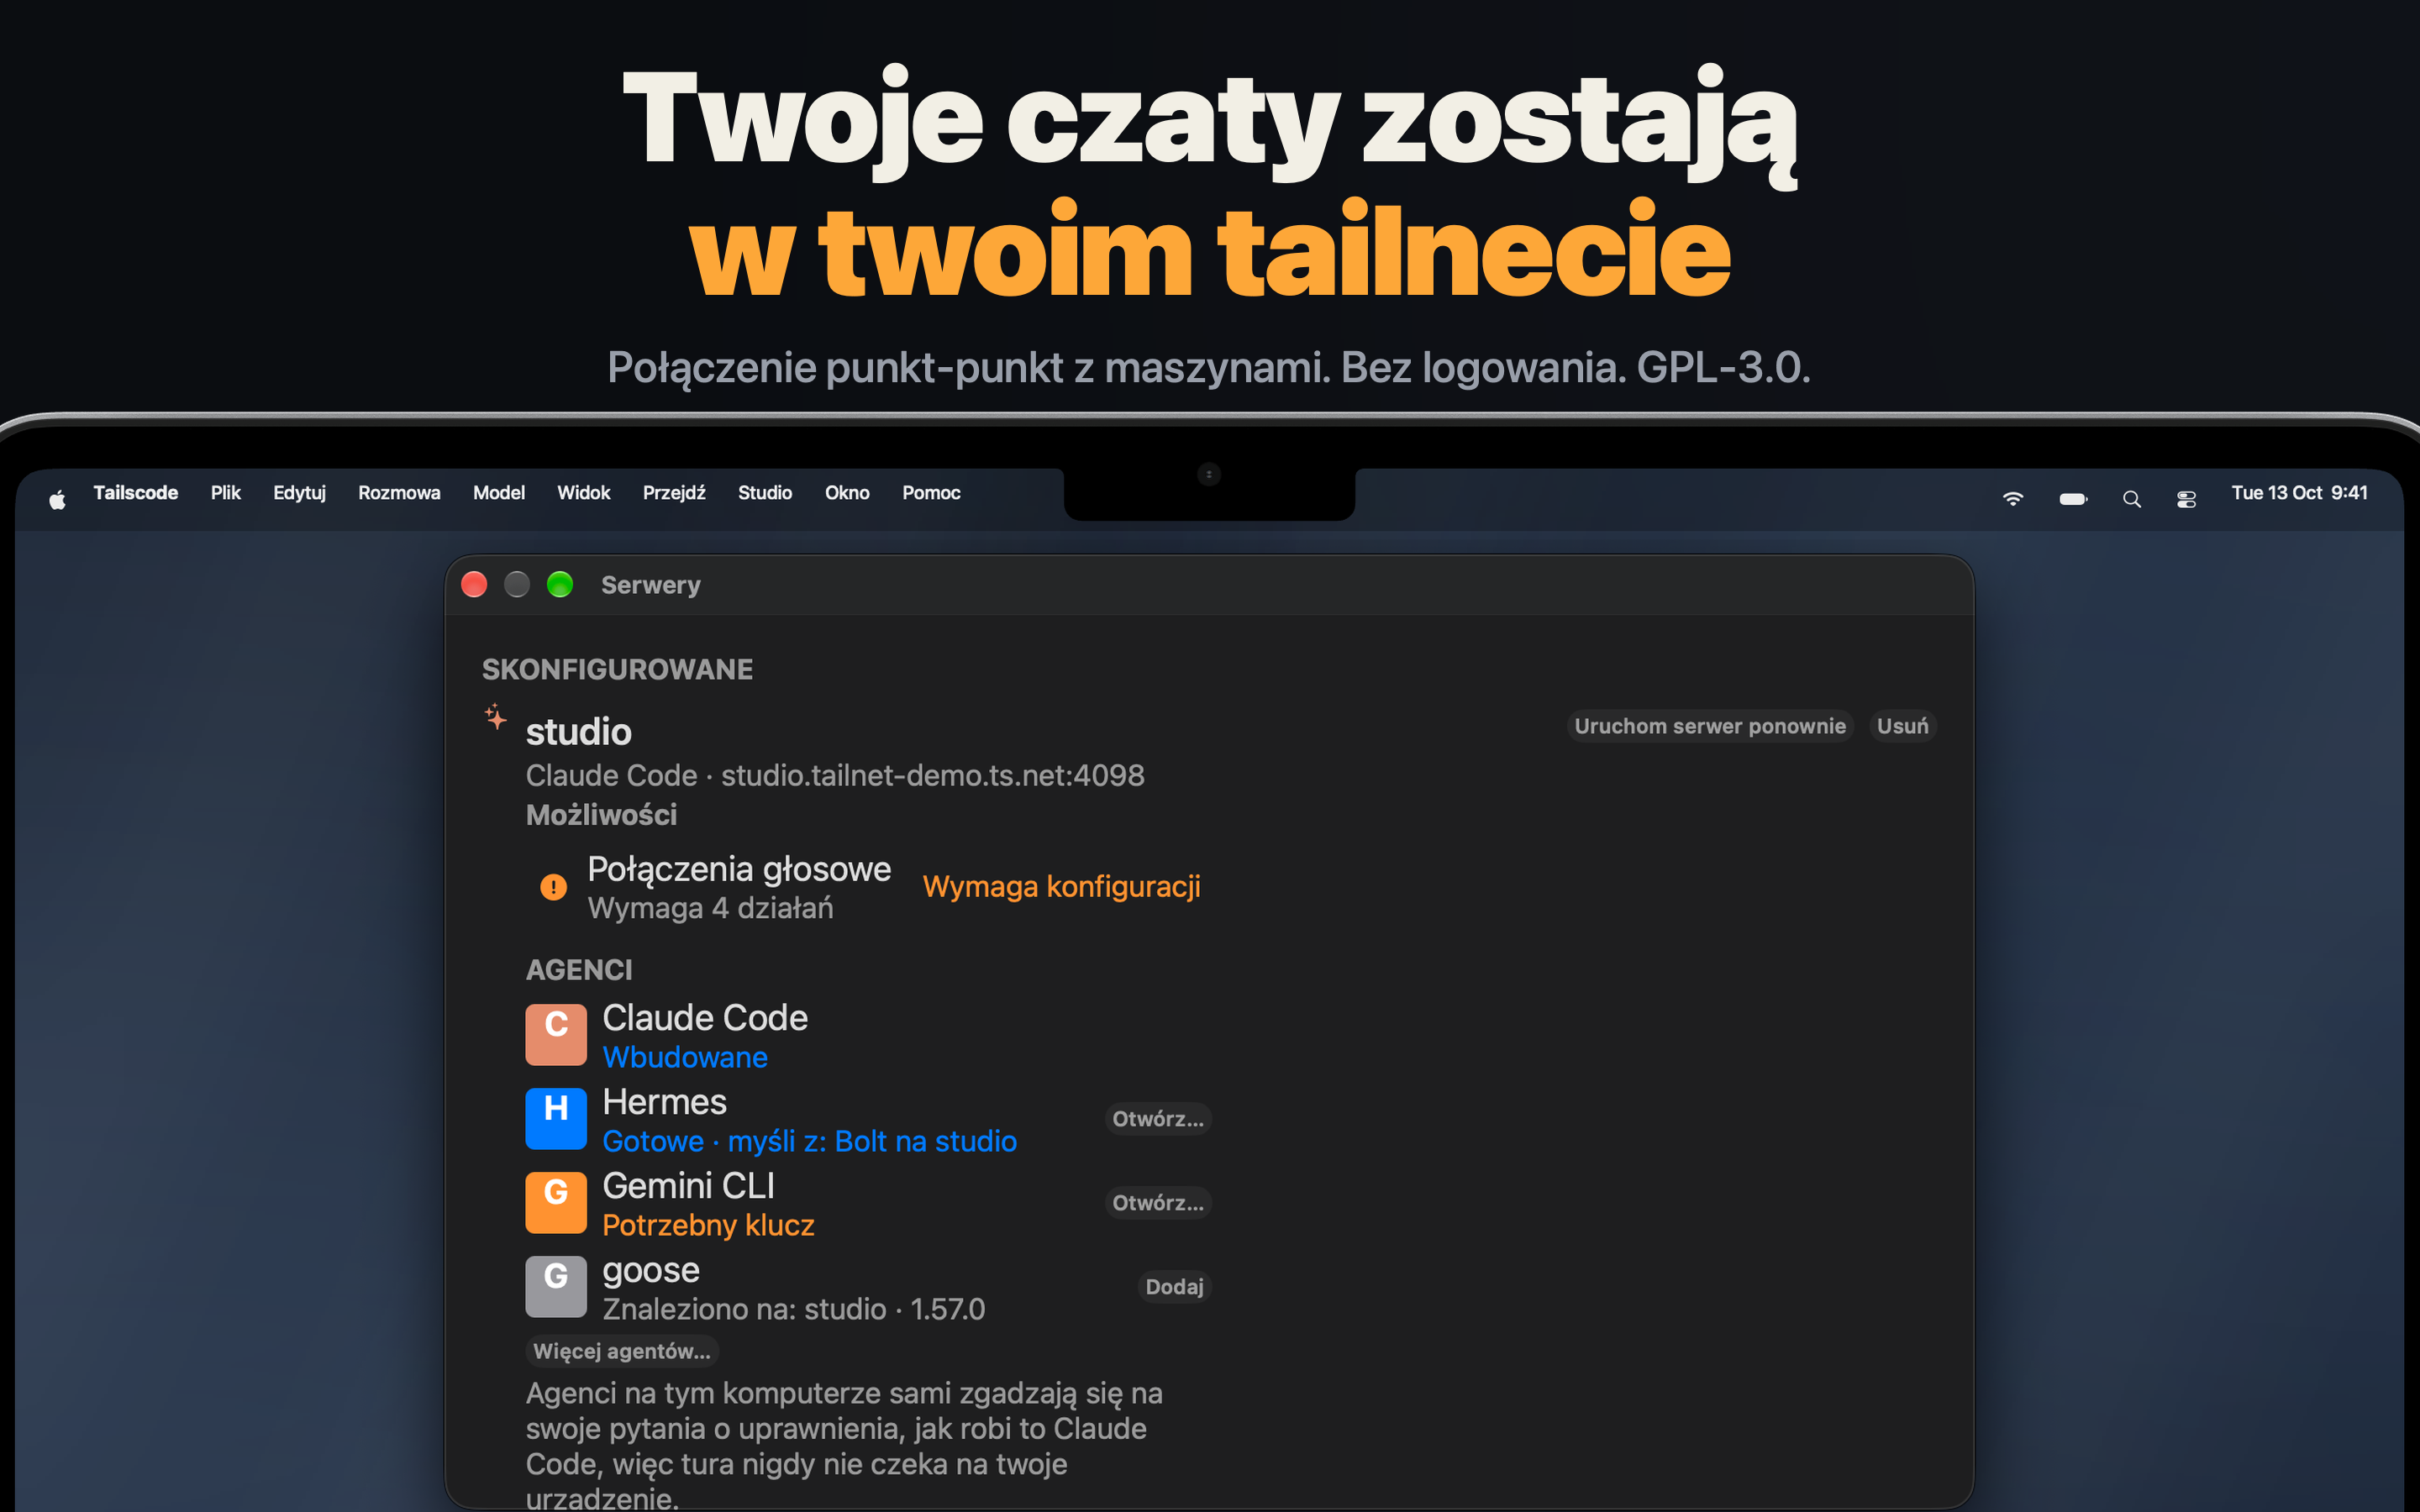 Twoje czaty zostają
w twoim tailnecie
Połączenie punkt-punkt z maszynami. Bez logowania. GPL-3.0.
Tailscode Plik Edytuj Rozmowa Model Widok Przejdź Studio Okno Pomoc Tue 13 Oct 9:41
Serwery
SKONFIGUROWANE
studio
Uruchom serwer ponownie Usuń
Claude Code · studio.tailnet-demo.ts.net:4098
Możliwości
Połączenia głosowe
Wymaga konfiguracji
Wymaga 4 działań
AGENCI
C
Claude Code
Wbudowane
H
Hermes
Gotowe · myśli z: Bolt na studio
Otwórz...
G
Gemini CLI
Potrzebny klucz
Otwórz...
G
goose
Znaleziono na: studio · 1.57.0
Dodaj
Więcej agentów...
Agenci na tym komputerze sami zgadzają się na
swoje pytania o uprawnienia, jak robi to Claude
Code, więc tura nigdy nie czeka na twoje
urządzenie.